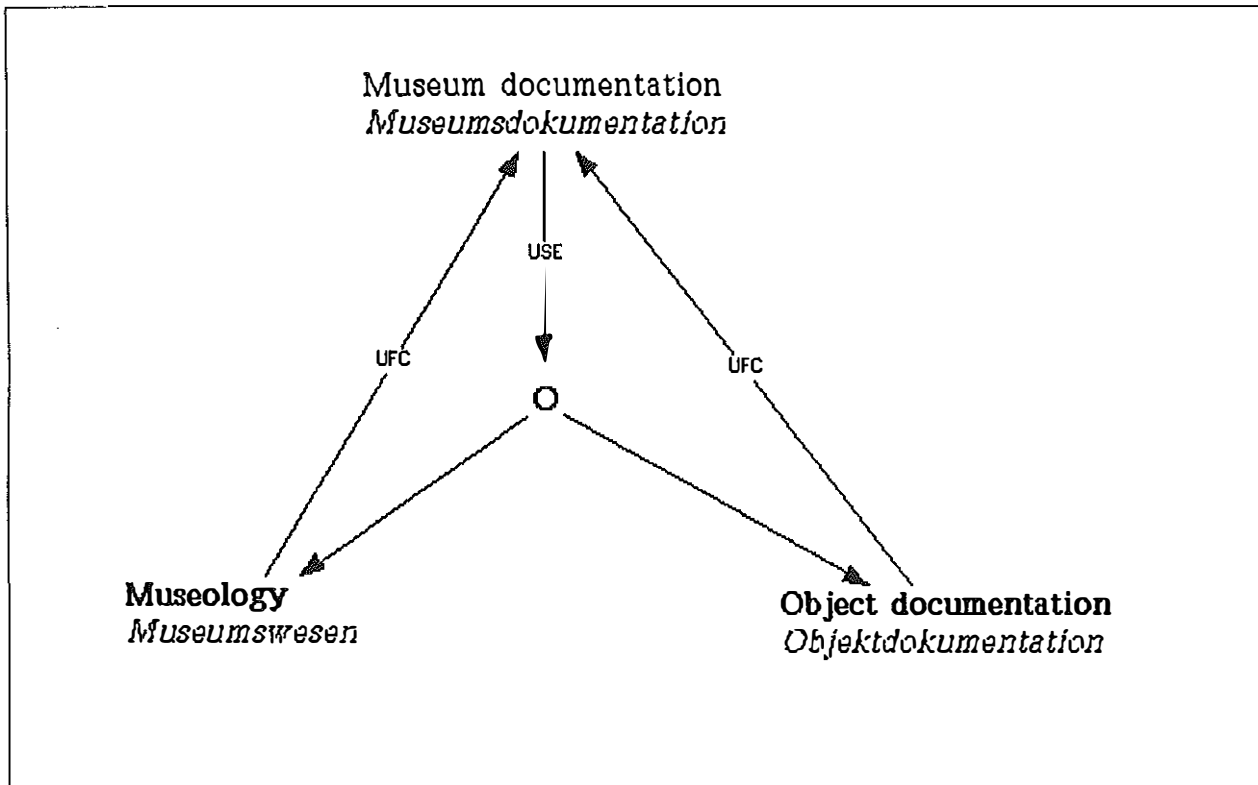 Museum documentation
Museumsdokumentation
USE
UFC
UFC
O
Museology
Museumswesen
Object documentation
Objektdokumentation